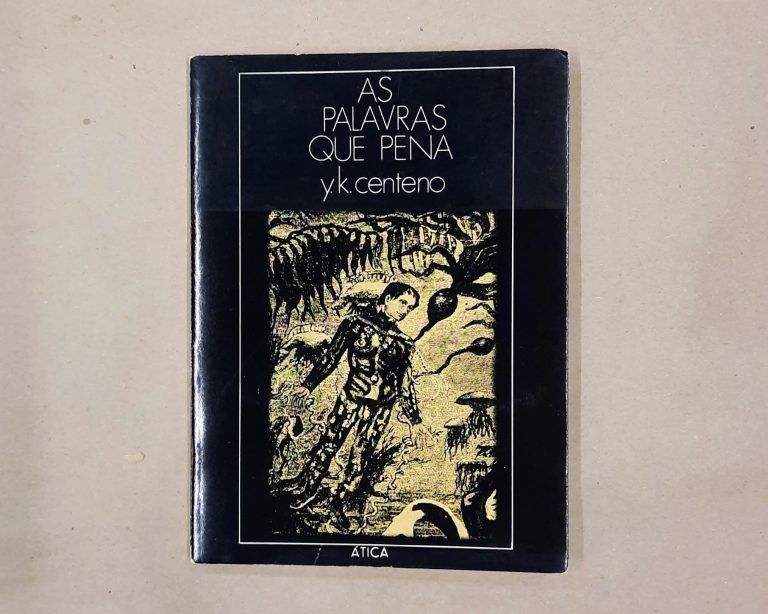 AS
PALAVRAS
QUE PENA
y.k.centeno
ÁTICA